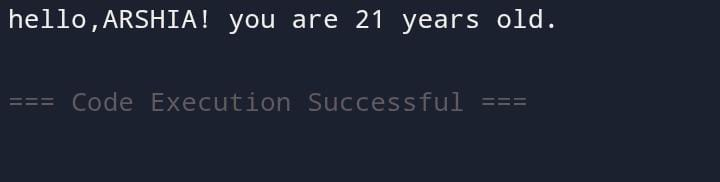 hello,ARSHIA! you are 21 years old.
=== Code Execution Successful ===